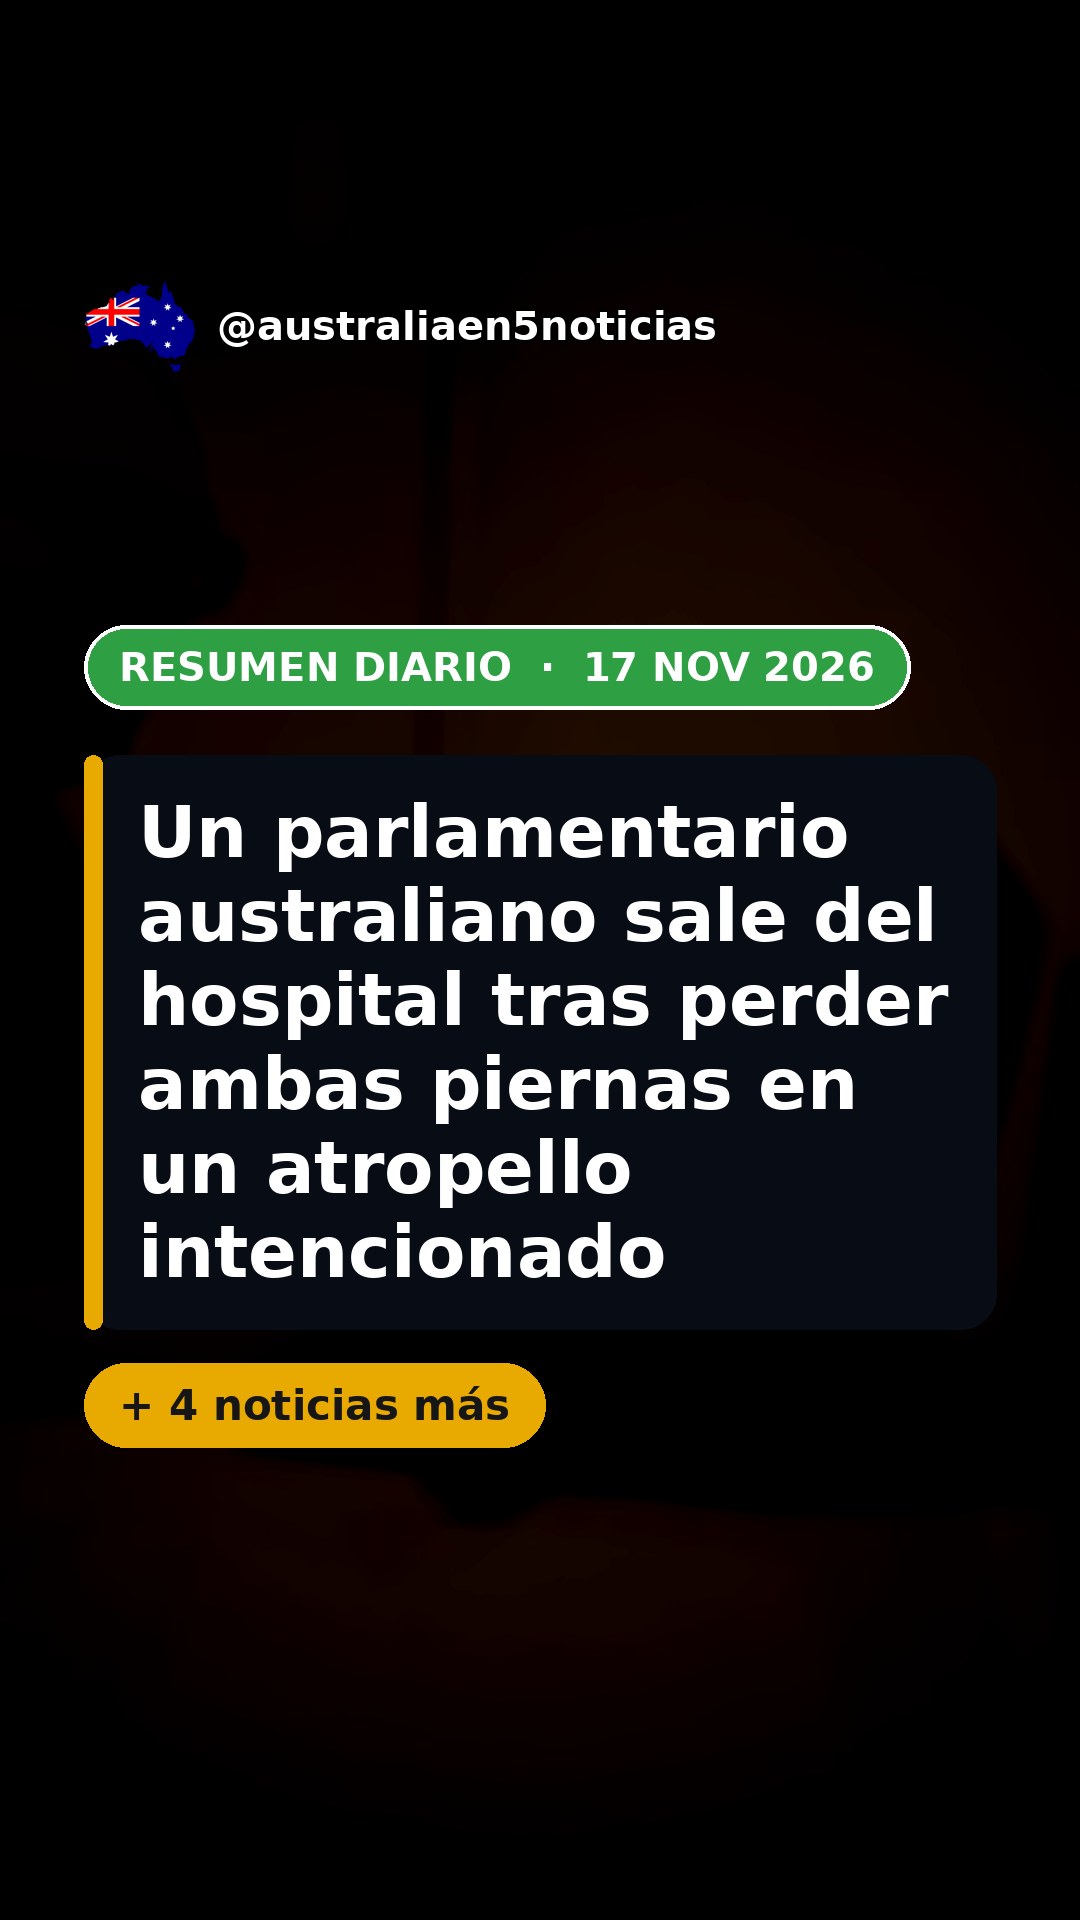 @australiaen5noticias
RESUMEN DIARIO · 17 NOV 2026
Un parlamentario
australiano sale del
hospital tras perder
ambas piernas en
un atropello
intencionado
+ 4 noticias más